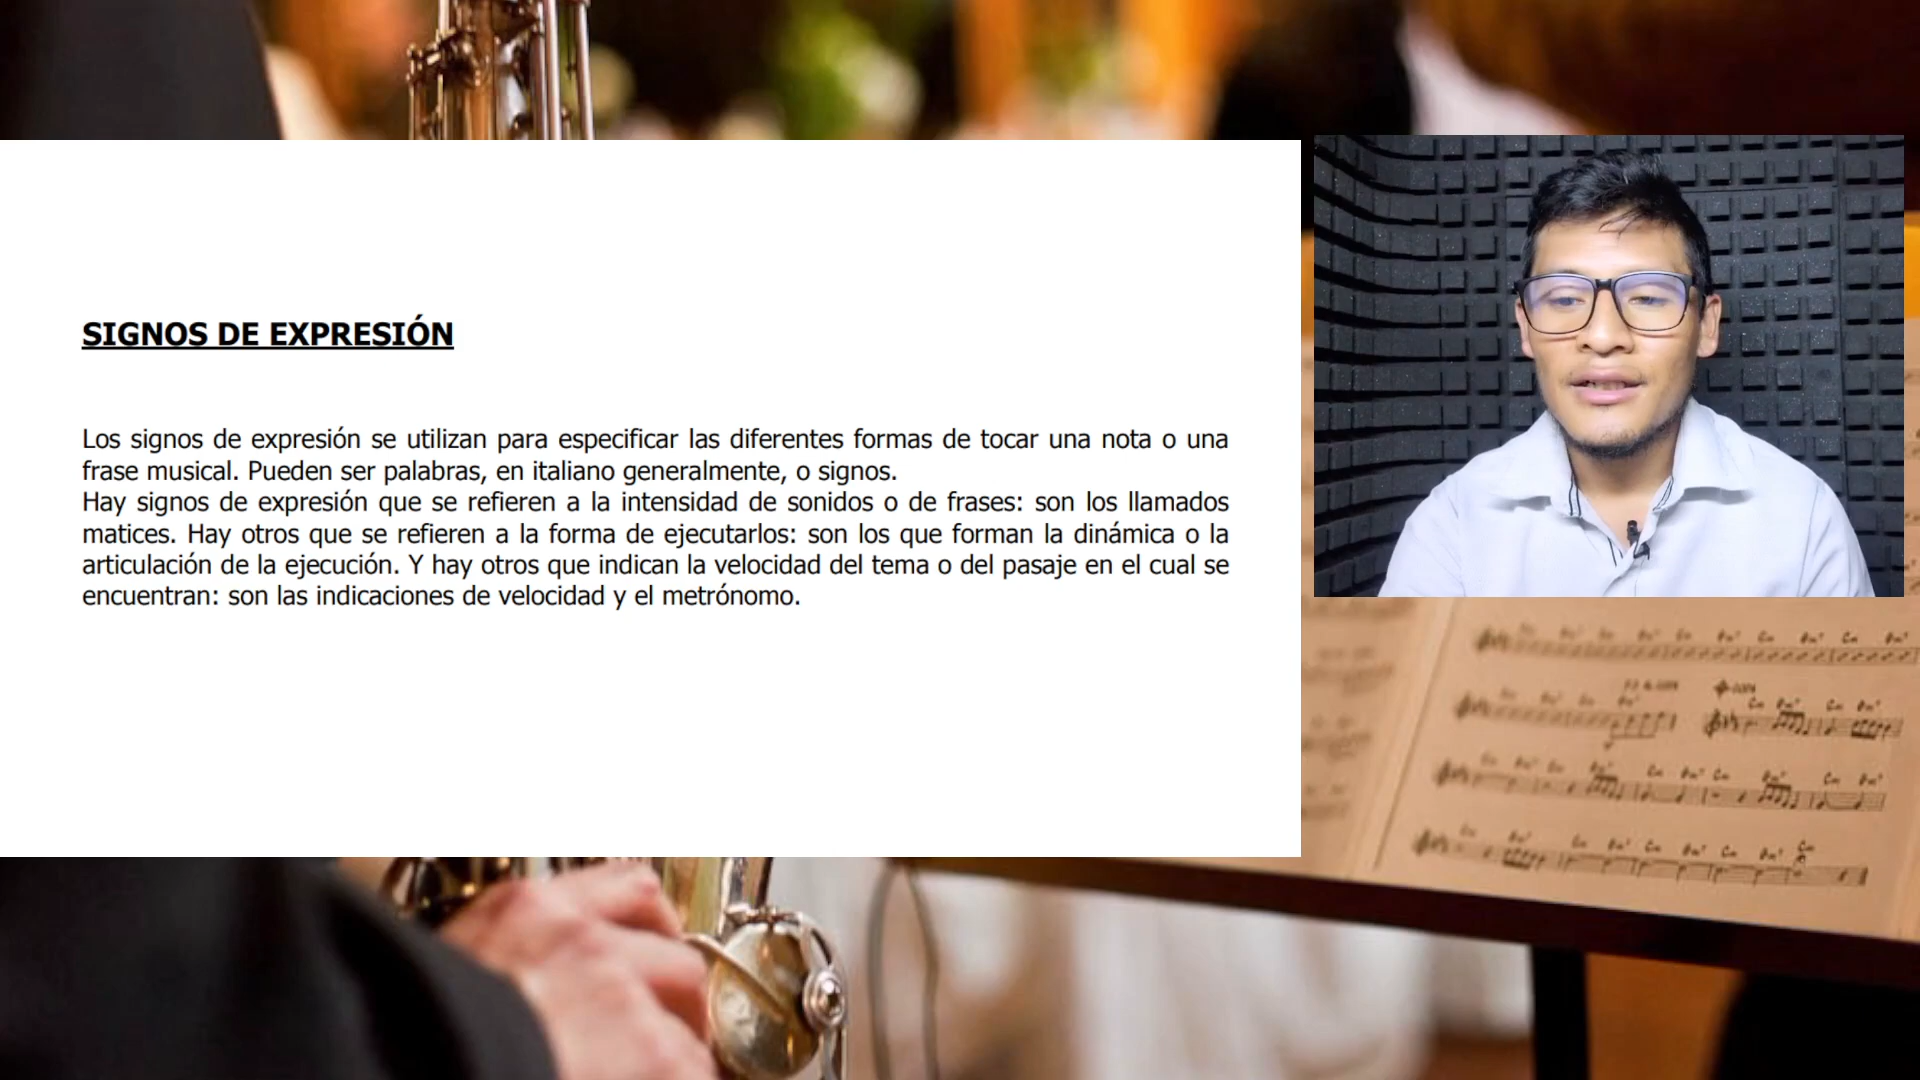 SIGNOS DE EXPRESIÓN
Los signos de expresión se utilizan para especificar las diferentes formas de tocar una nota o una
frase musical. Pueden ser palabras, en italiano generalmente, o signos.
Hay signos de expresión que se refieren a la intensidad de sonidos o de frases: son los llamados
matices. Hay otros que se refieren a la forma de ejecutarlos: son los que forman la dinámica o la
articulación de la ejecución. Y hay otros que indican la velocidad del tema o del pasaje en el cual se
encuentran: son las indicaciones de velocidad y el metrónomo.